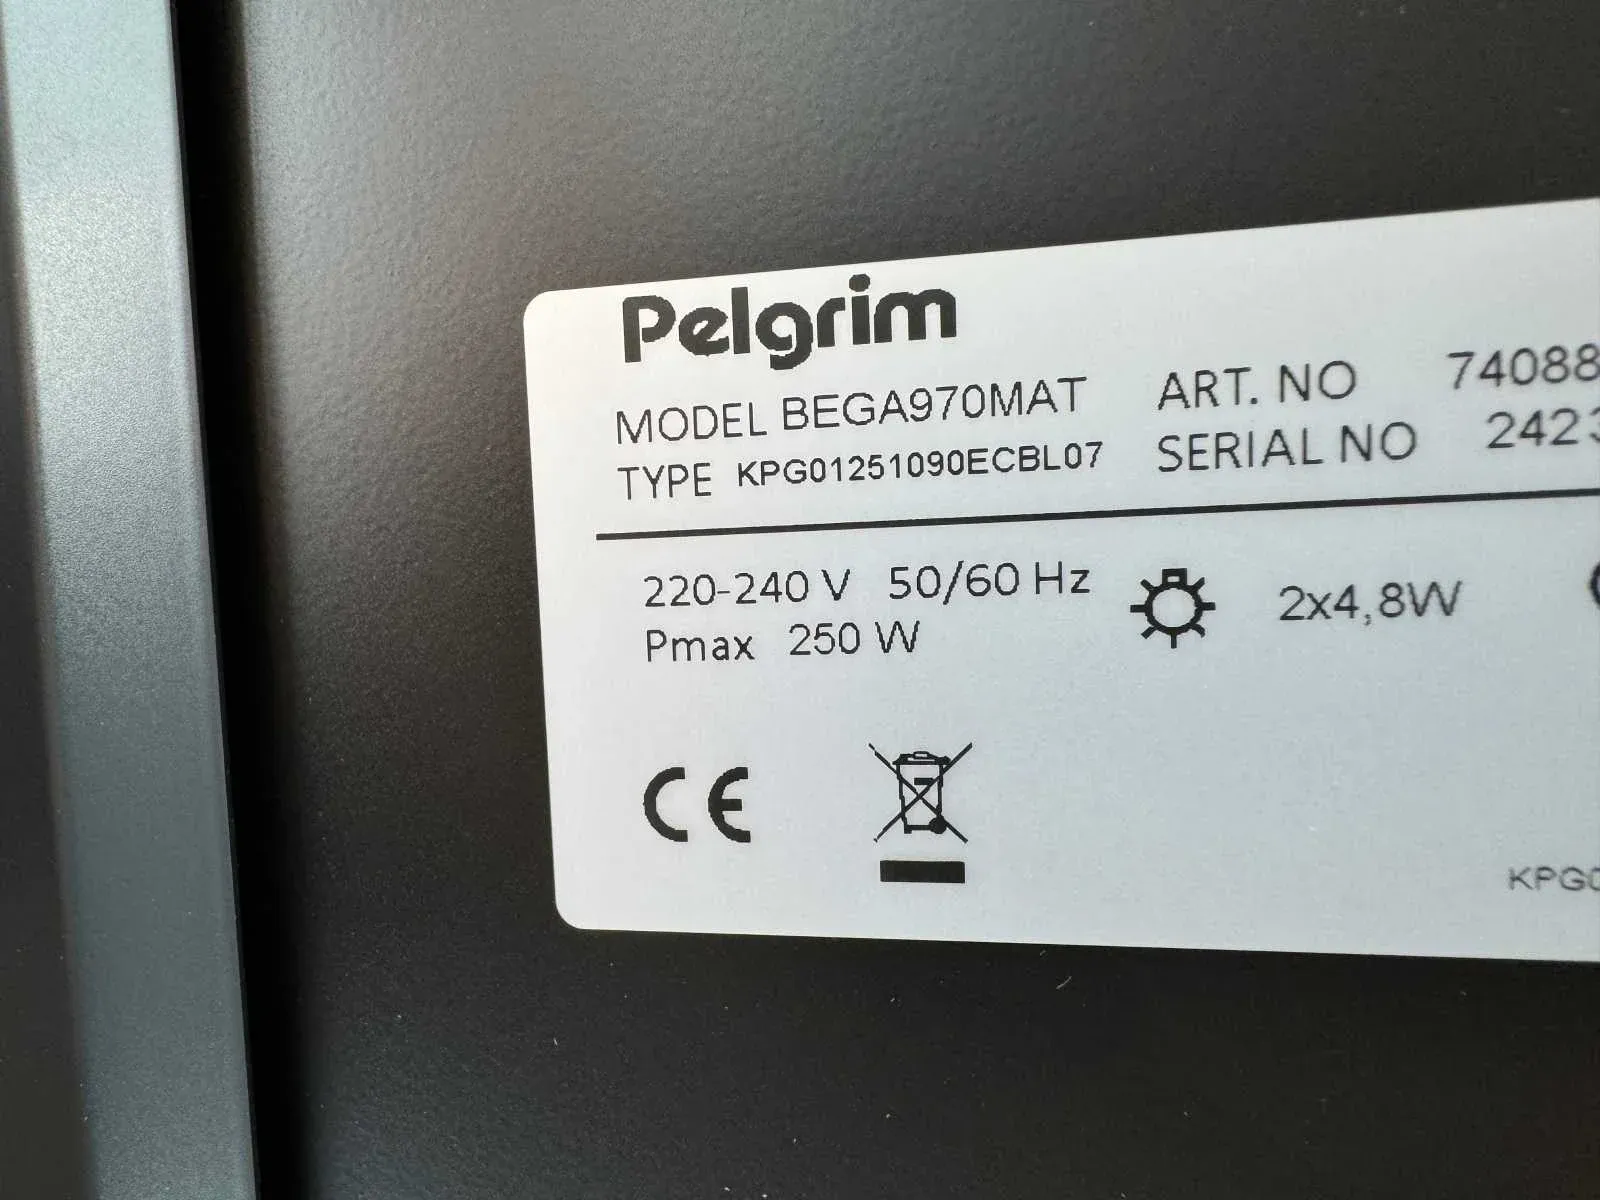 Pelgrim
MODEL BEGA970MAT ART. NO 74088
TYPE KPG01251090ECBL07 SERIAL NO 242
220-240 V 50/60 Hz 2x4,8W
Pmax 250 W
CE
KPG0